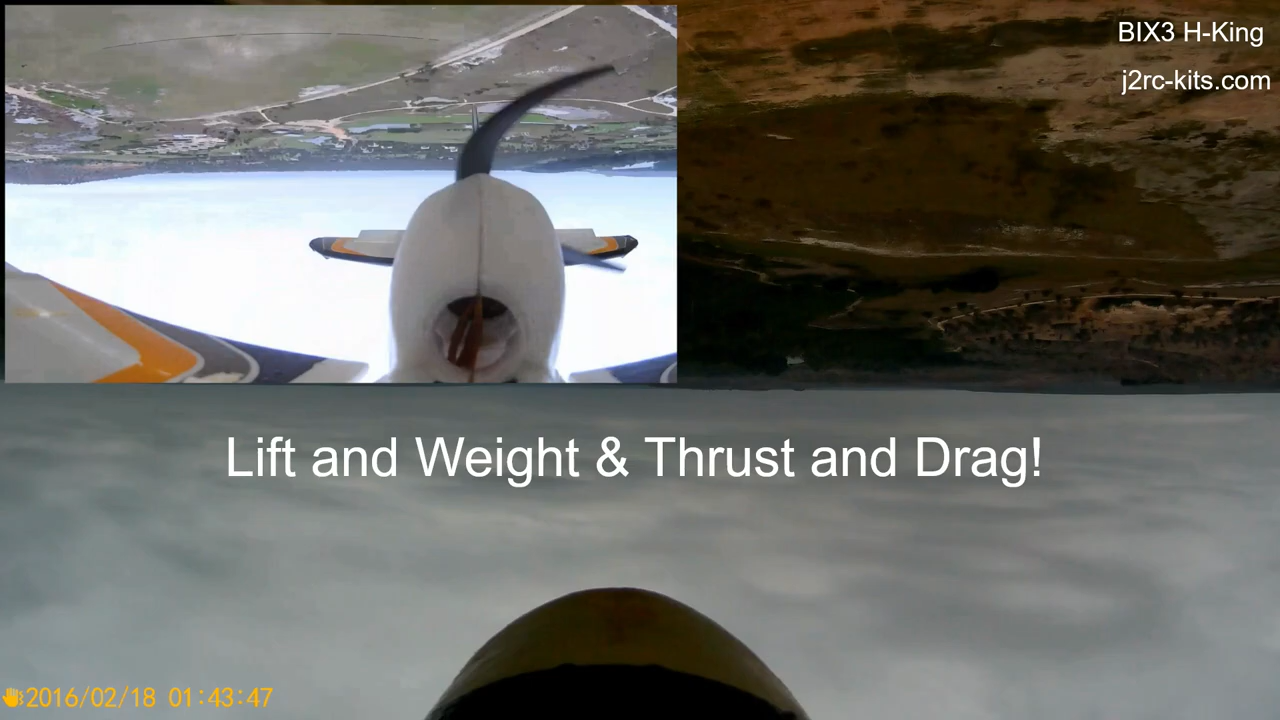 BIX3 H-King
j2rc-kits.com
Lift and Weight & Thrust and Drag!
2016/02/18 01:43:47